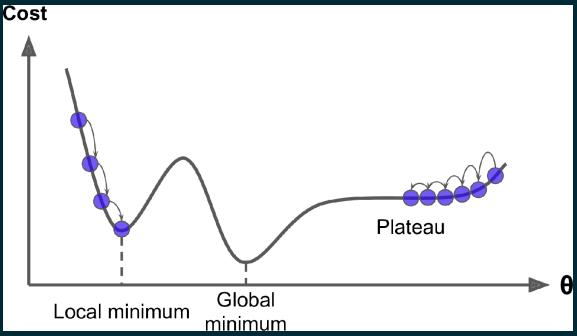 Cost
Plateau
θ
Local minimum
Global
minimum